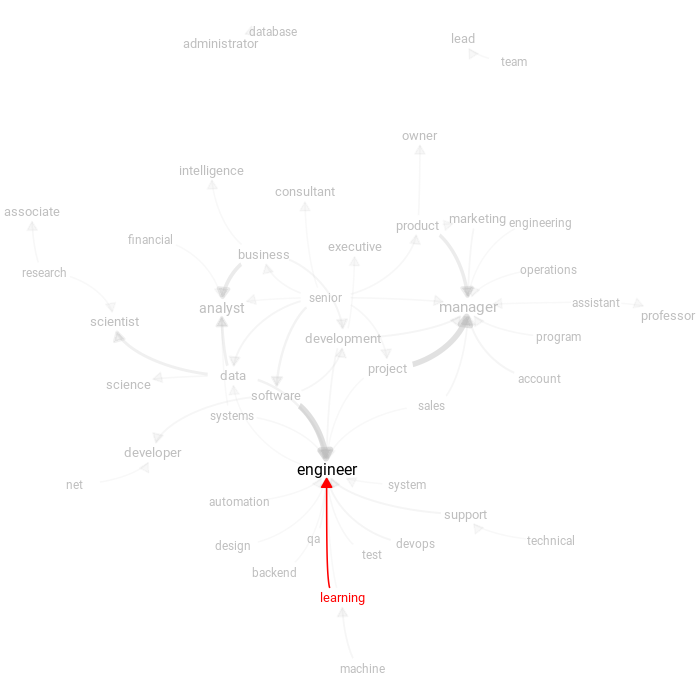 database
administrator
lead
team
owner
intelligence
consultant
associate
product
marketing
engineering
financial
executive
business
research
operations
senior
analyst
manager
assistant
professor
scientist
development
program
project
data
account
science
software
sales
systems
developer
engineer
net
system
automation
support
qa
design
devops
technical
test
backend
learning
machine